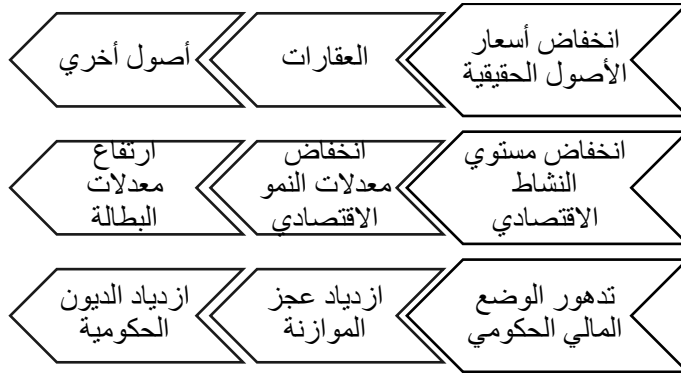 انخفاض أسعار
الأصول الحقيقية
العقارات
أصول أخري
انخفاض مستوي
النشاط
الاقتصادي
انخفاض
معدلات النمو
الاقتصادي
ارتفاع
معدلات
البطالة
تدهور الوضع
المالي الحكومي
ازدياد عجز
الموازنة
ازدياد الديون
الحكومية